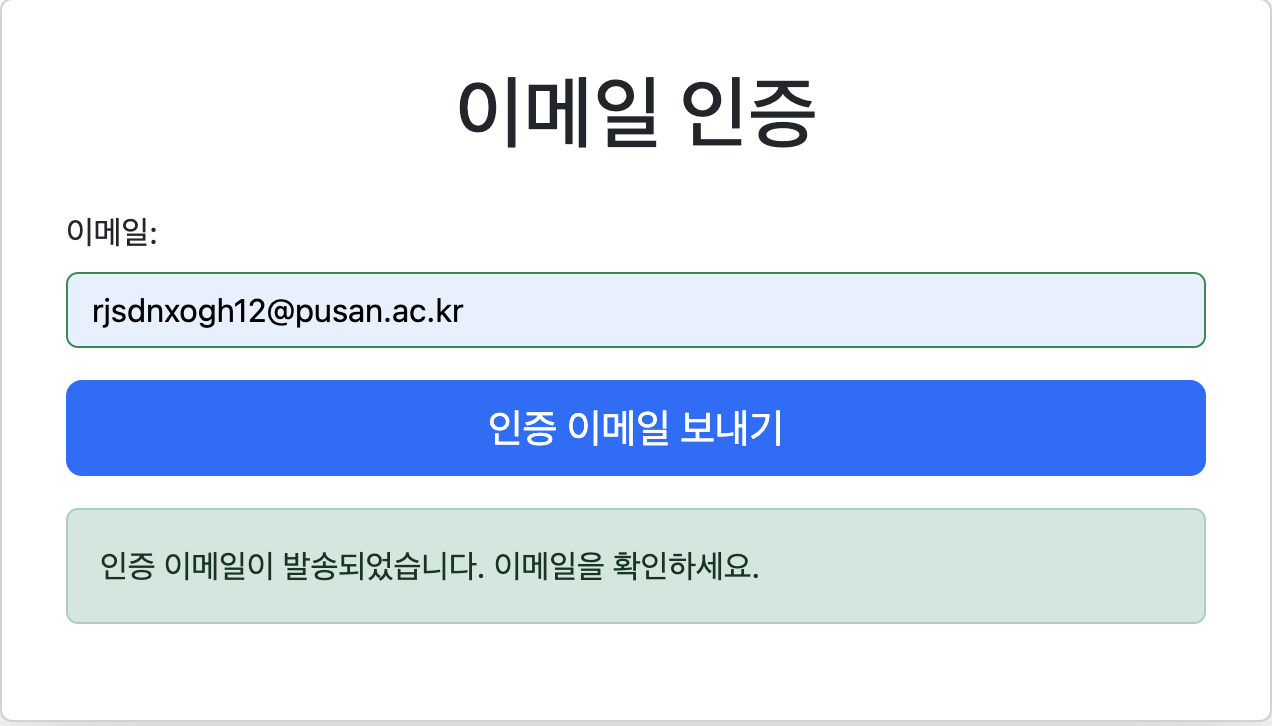 이메일 인증
이메일:
rjsdnxogh12@pusan.ac.kr
인증 이메일 보내기
인증 이메일이 발송되었습니다. 이메일을 확인하세요.